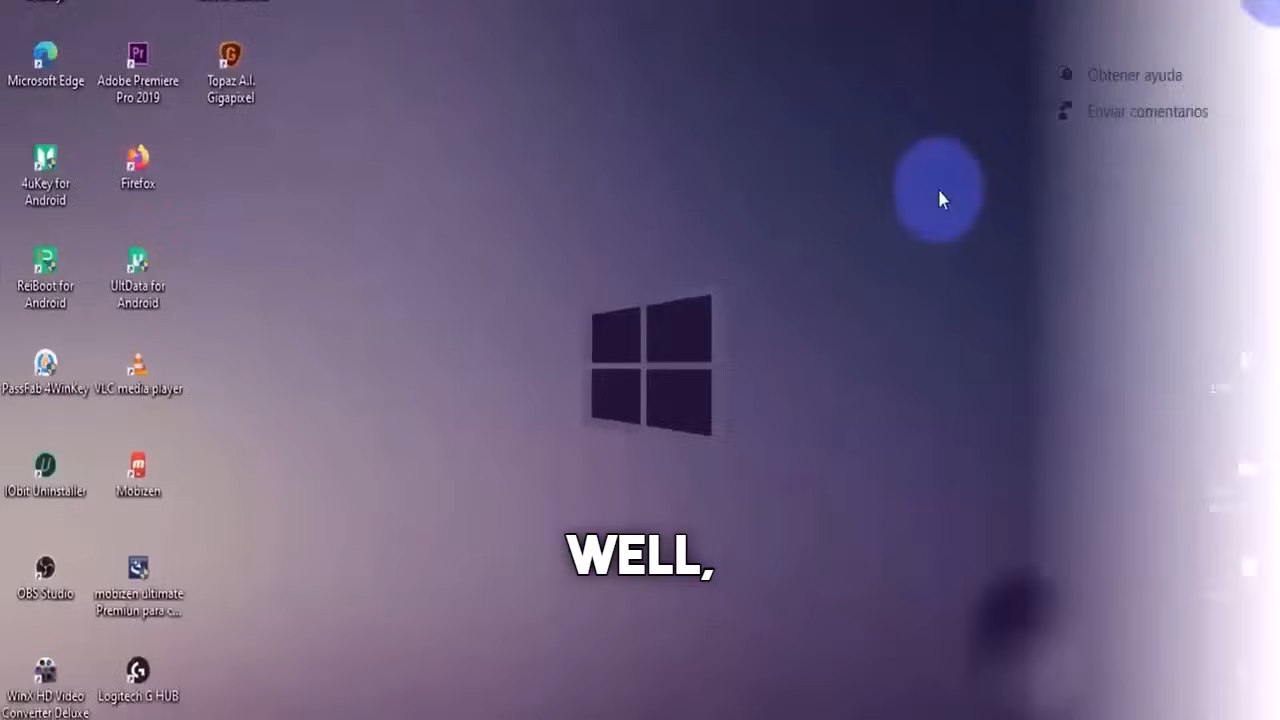 Microsoft Edge
Adobe Premiere
Pro 2019
Topaz A.I.
Gigapixel
4uKey for
Android
Firefox
ReiBoot for
Android
UltData for
Android
PassFab 4WinKey
VLC media player
IObit Uninstaller
Mobizen
OBS Studio
mobizen ultimate
Premiun para c...
WinX HD Video
Converter Deluxe
Logitech G HUB
Obtener ayuda
Enviar comentarios
WELL,